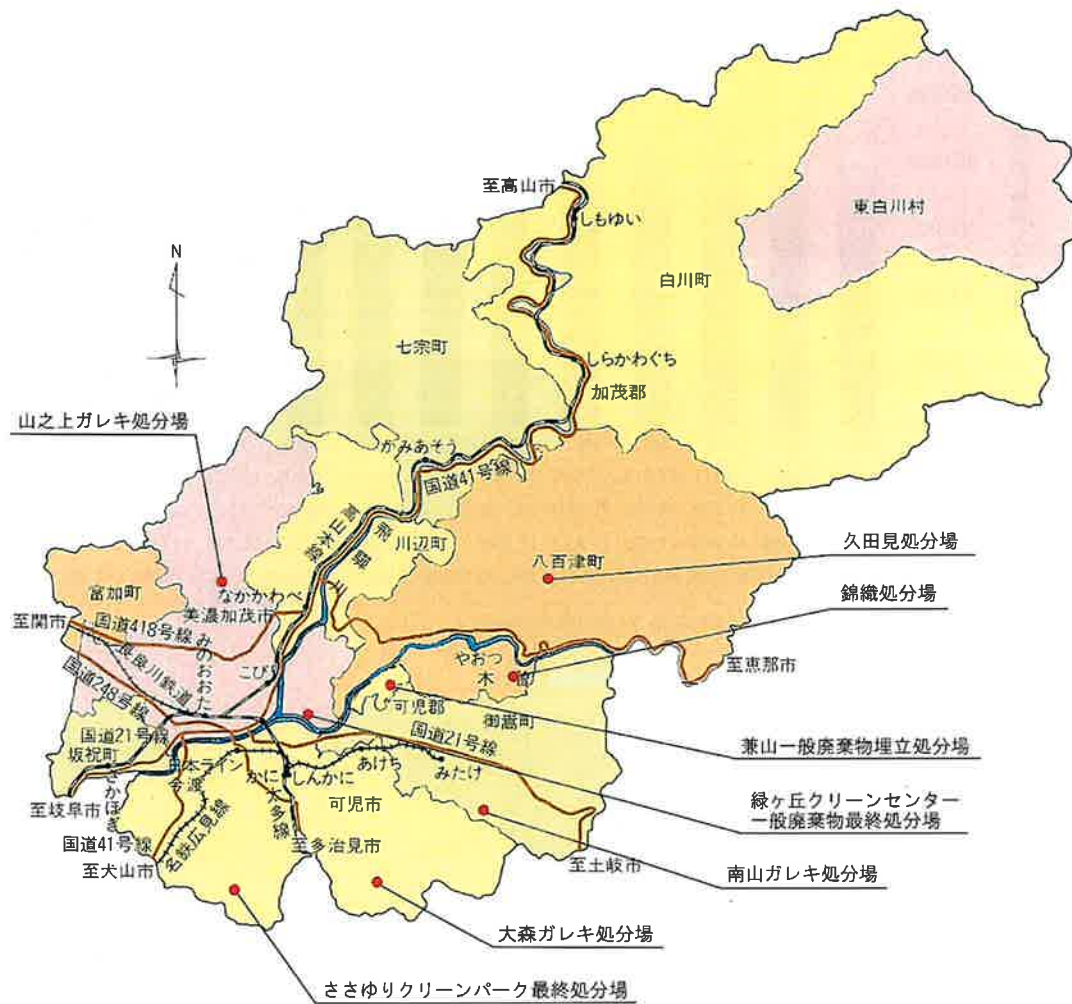 至高山市
しもゆい
東白川村
白川町
N
七宗町
しらかわぐち
加茂郡
山之上ガレキ処分場
かみあそう
国道41号線
高山本線
飛騨川
川辺町
久田見処分場
八百津町
富加町
なかかわべ
美濃加茂市
錦織処分場
至関市
国道418号線
みのおおた
長良川鉄道
こび
やおつ
木
至恵那市
国道248号線
可児郡
御嵩町
国道21号線
国道21号線
兼山一般廃棄物埋立処分場
坂祝町
さかほぎ
本ライン
今渡
かに
しんかに
あけち
みたけ
太多線
可児市
緑ヶ丘クリーンセンター
一般廃棄物最終処分場
至岐阜市
名鉄広見線
国道41号線
至犬山市
至多治見市
至土岐市
南山ガレキ処分場
大森ガレキ処分場
ささゆりクリーンパーク最終処分場